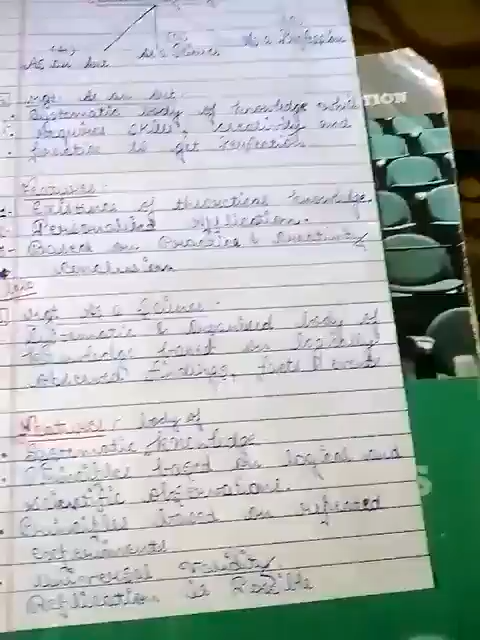 As an Art
As a Science
As a Profession
Mgt as an art.
Systematic body of knowledge which
requires skills, creativity and
practice to get
Features:
Existence of theoretical knowledge.
Personalised Application.
Based on Practice & Creativity
Conclusion
Mgt as a Science.
Systematic & Organised body of
Knowledge based on logically
observed findings, facts & events
Features: body of
Systematic knowledge
Principles based on logical and
scientific observations.
Principles based on repeated
experiments
Universal Validity.
Replication is Possible
TION
S